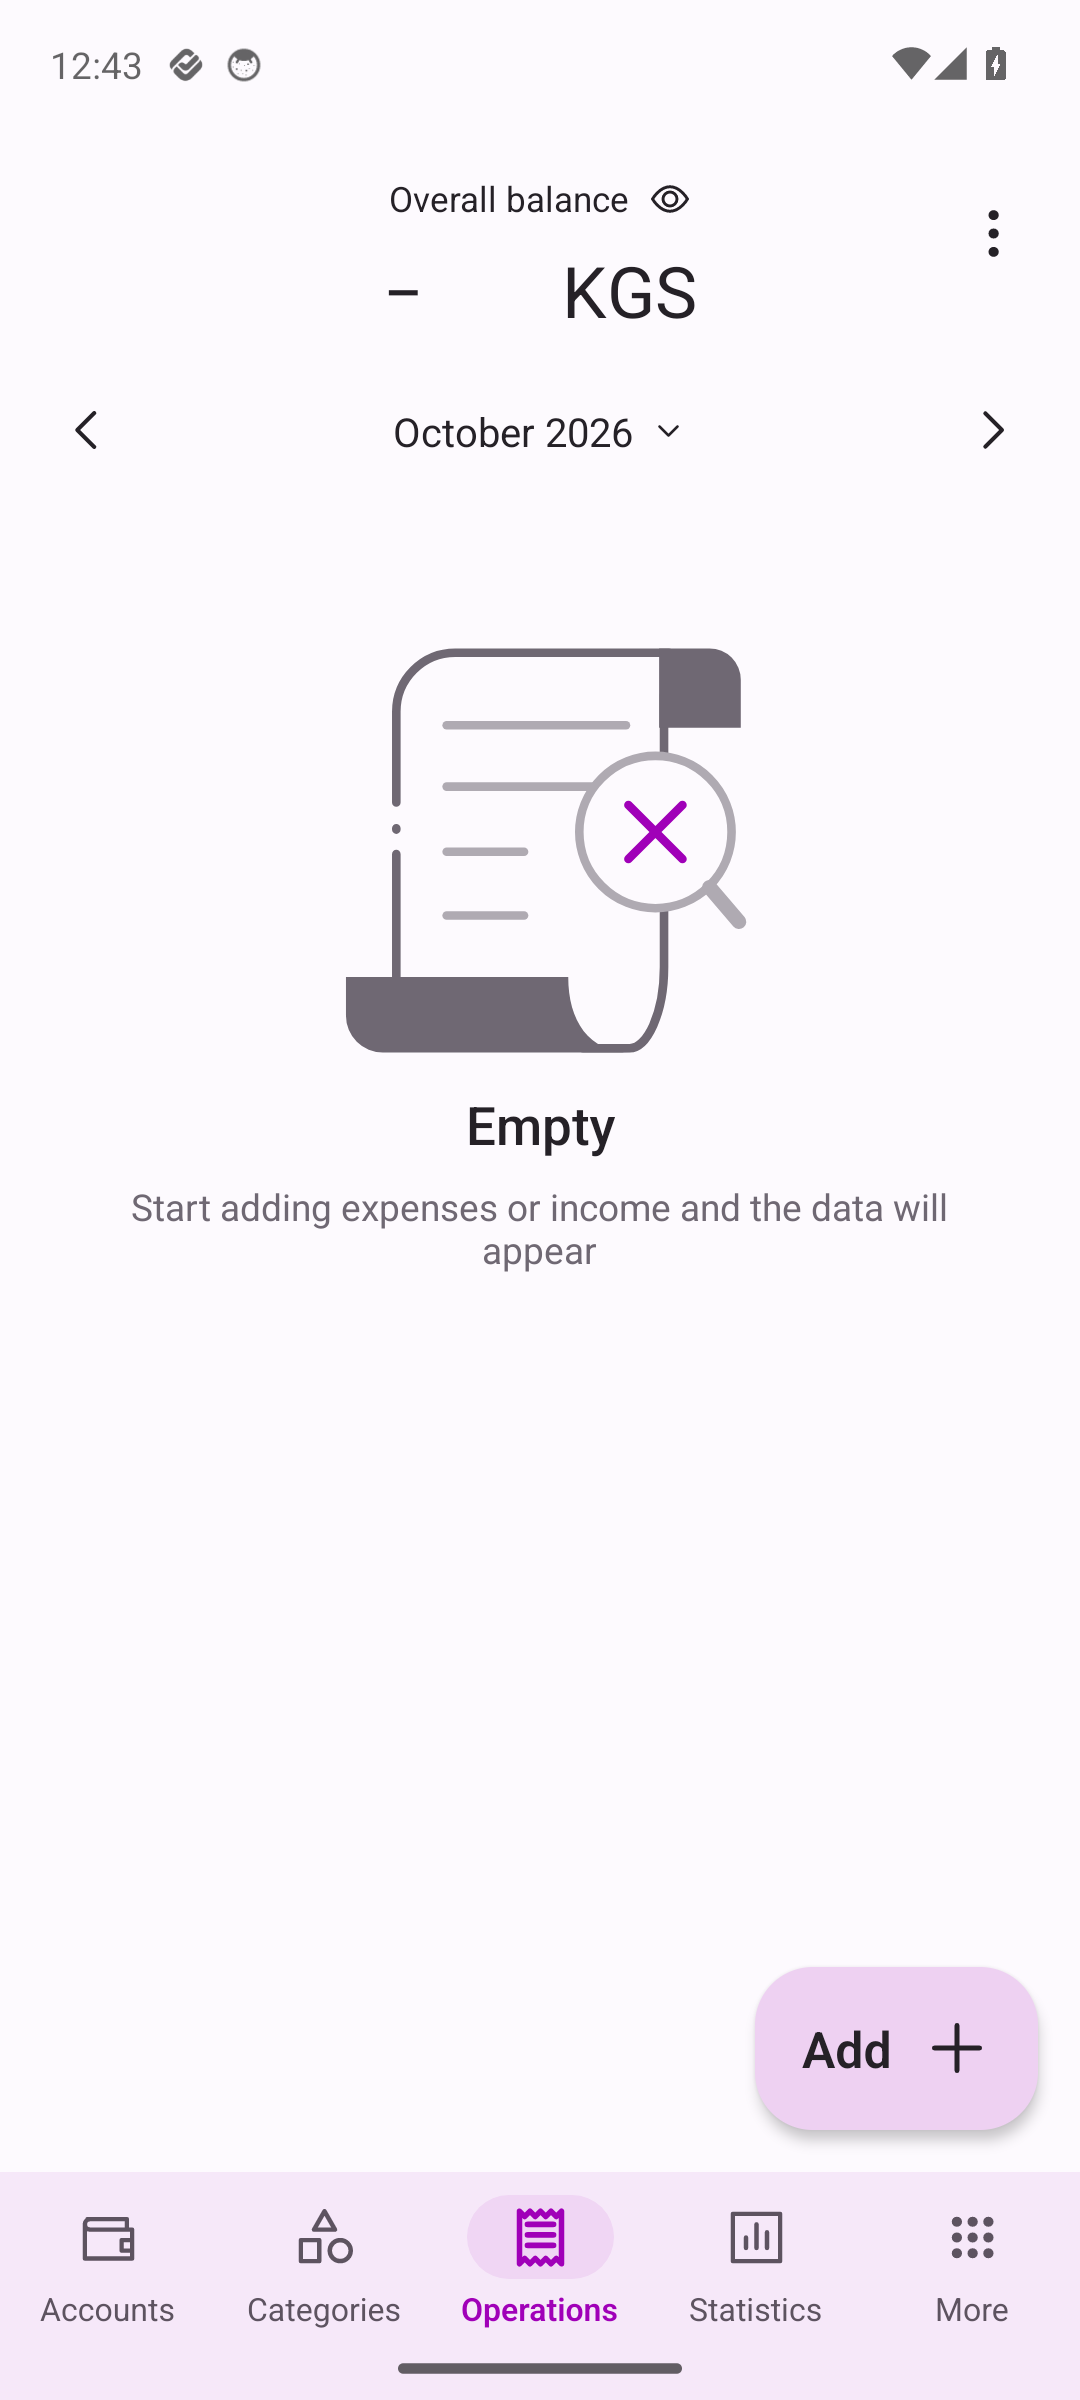 12:43
Overall balance
– KGS
October 2026
Empty
Start adding expenses or income and the data will
appear
Add
Accounts
Categories
Operations
Statistics
More